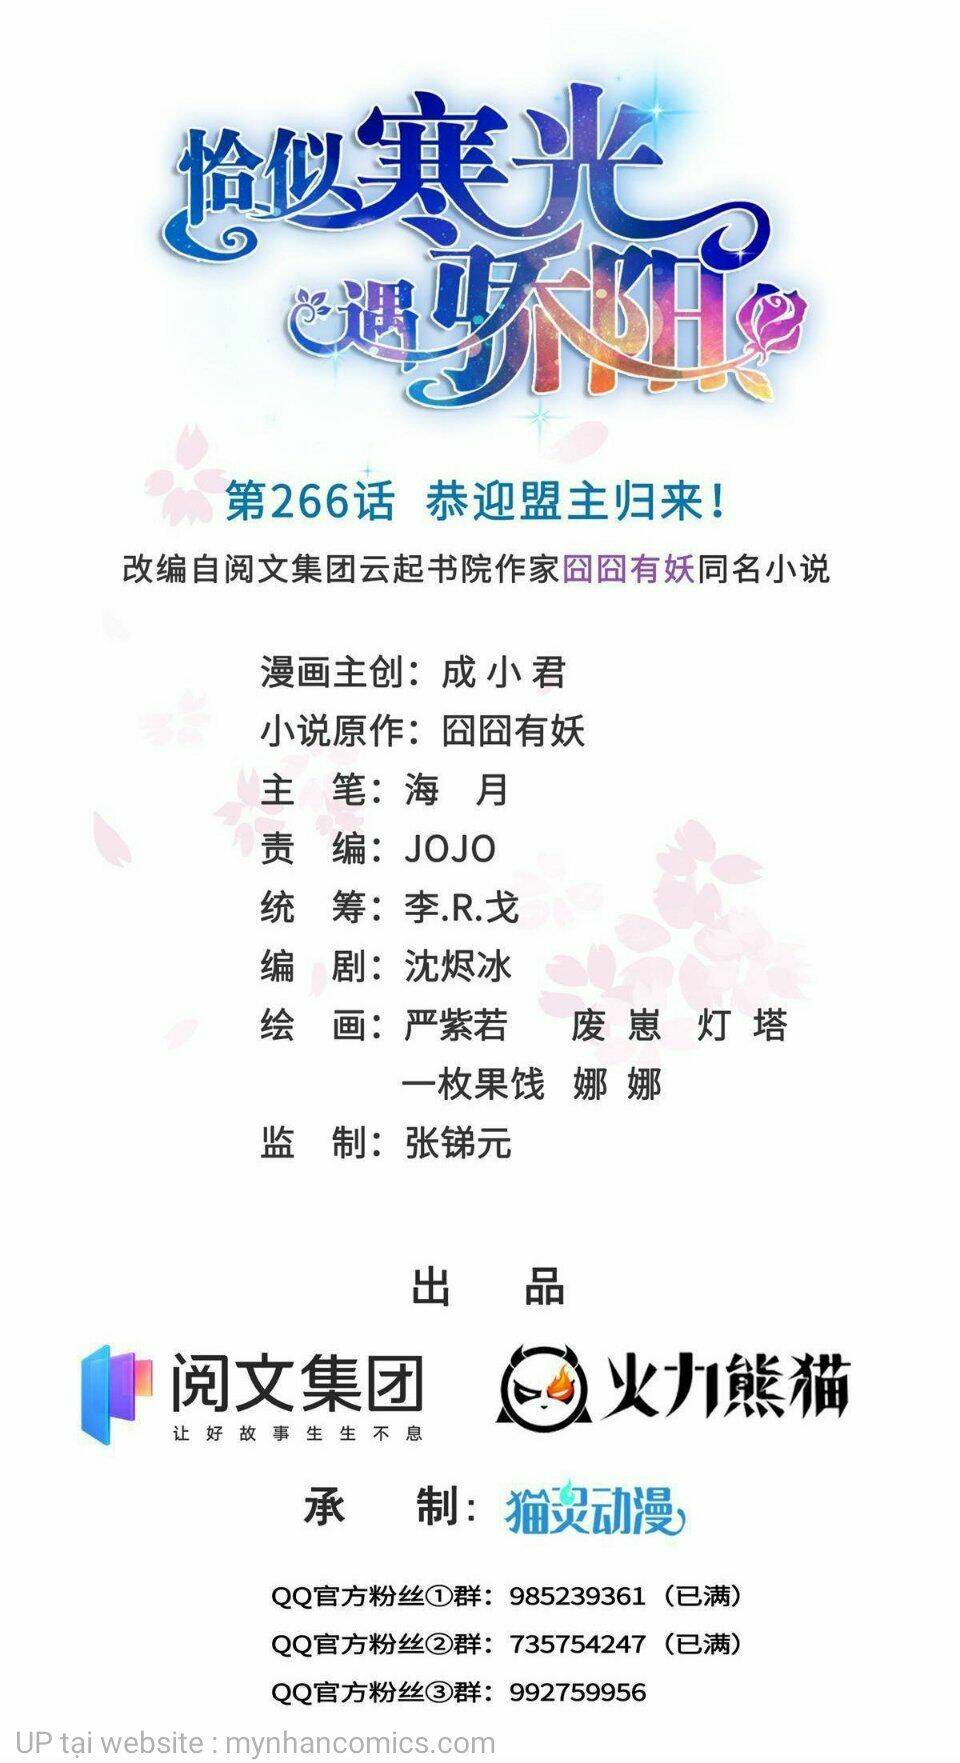 恰似寒光
遇骄阳
第266话 恭迎盟主归来！
改编自阅文集团云起书院作家囧囧有妖同名小说
漫画主创：成小君
小说原作：囧囧有妖
主 笔：海 月
责 编：JOJO
统 筹：李.R.戈
编 剧：沈烬冰
绘 画：严紫若 废崽 灯塔
一枚果饯 娜娜
监 制：张锑元
出 品
阅文集团 火力熊猫
让好故事生生不息
承 制：猫灵动漫
QQ官方粉丝①群：985239361（已满）
QQ官方粉丝②群：735754247（已满）
QQ官方粉丝③群：992759956
UP tại website : mynhancomics.com